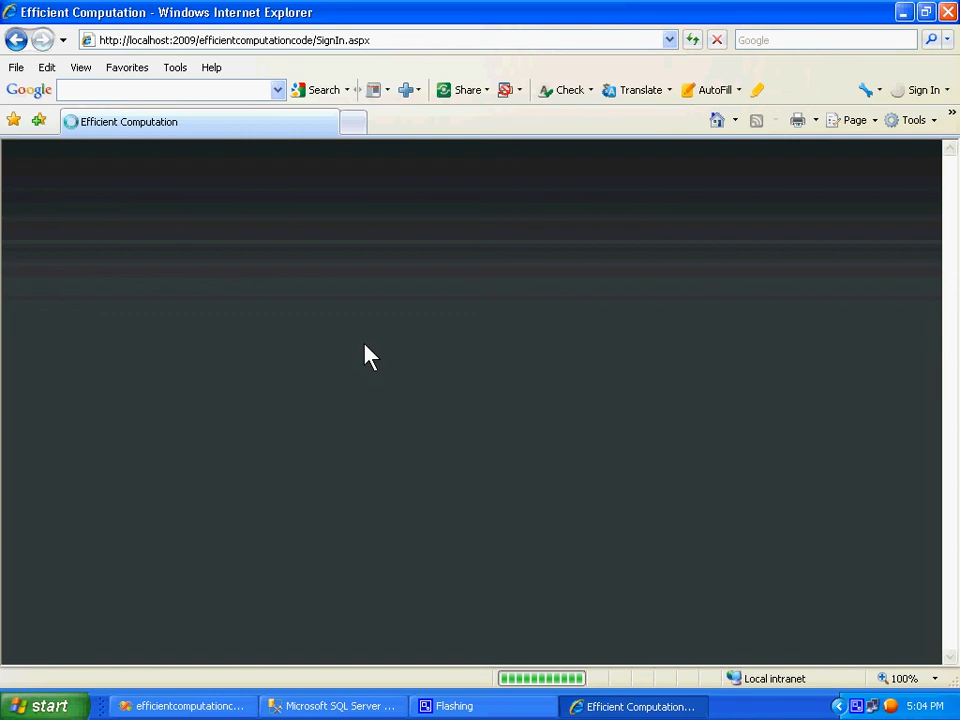 Efficient Computation - Windows Internet Explorer
http://localhost:2009/efficientcomputationcode/SignIn.aspx
Google
File Edit View Favorites Tools Help
Google Search Share Check Translate AutoFill Sign In
Efficient Computation
Page Tools
Local intranet 100%
start efficientcomputationc... Microsoft SQL Server ... Flashing Efficient Computation... 5:04 PM